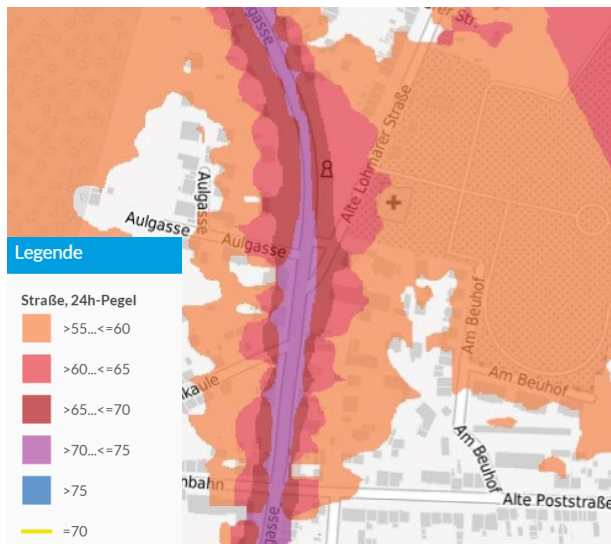 Alte Lohmarer Straße
Aulgasse
Aulgasse
Aulgasse
Legende
Straße, 24h-Pegel
>55...<=60
>60...<=65
>65...<=70
>70...<=75
>75
=70
Am Beuhof
Am Beuhof
Am Beuhof
Alte Poststraße